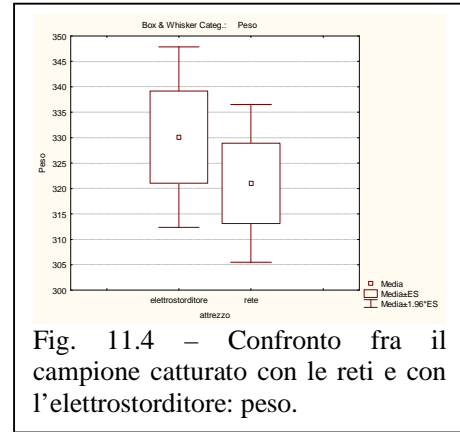 Box & Whisker Categ.: Peso
350
345
340
335
330
325
320
315
310
305
300
Peso
elettrostorditore rete
attrezzo
Media
Media±ES
Media±1.96*ES
Fig. 11.4 – Confronto fra il
campione catturato con le reti e con
l’elettrostorditore: peso.